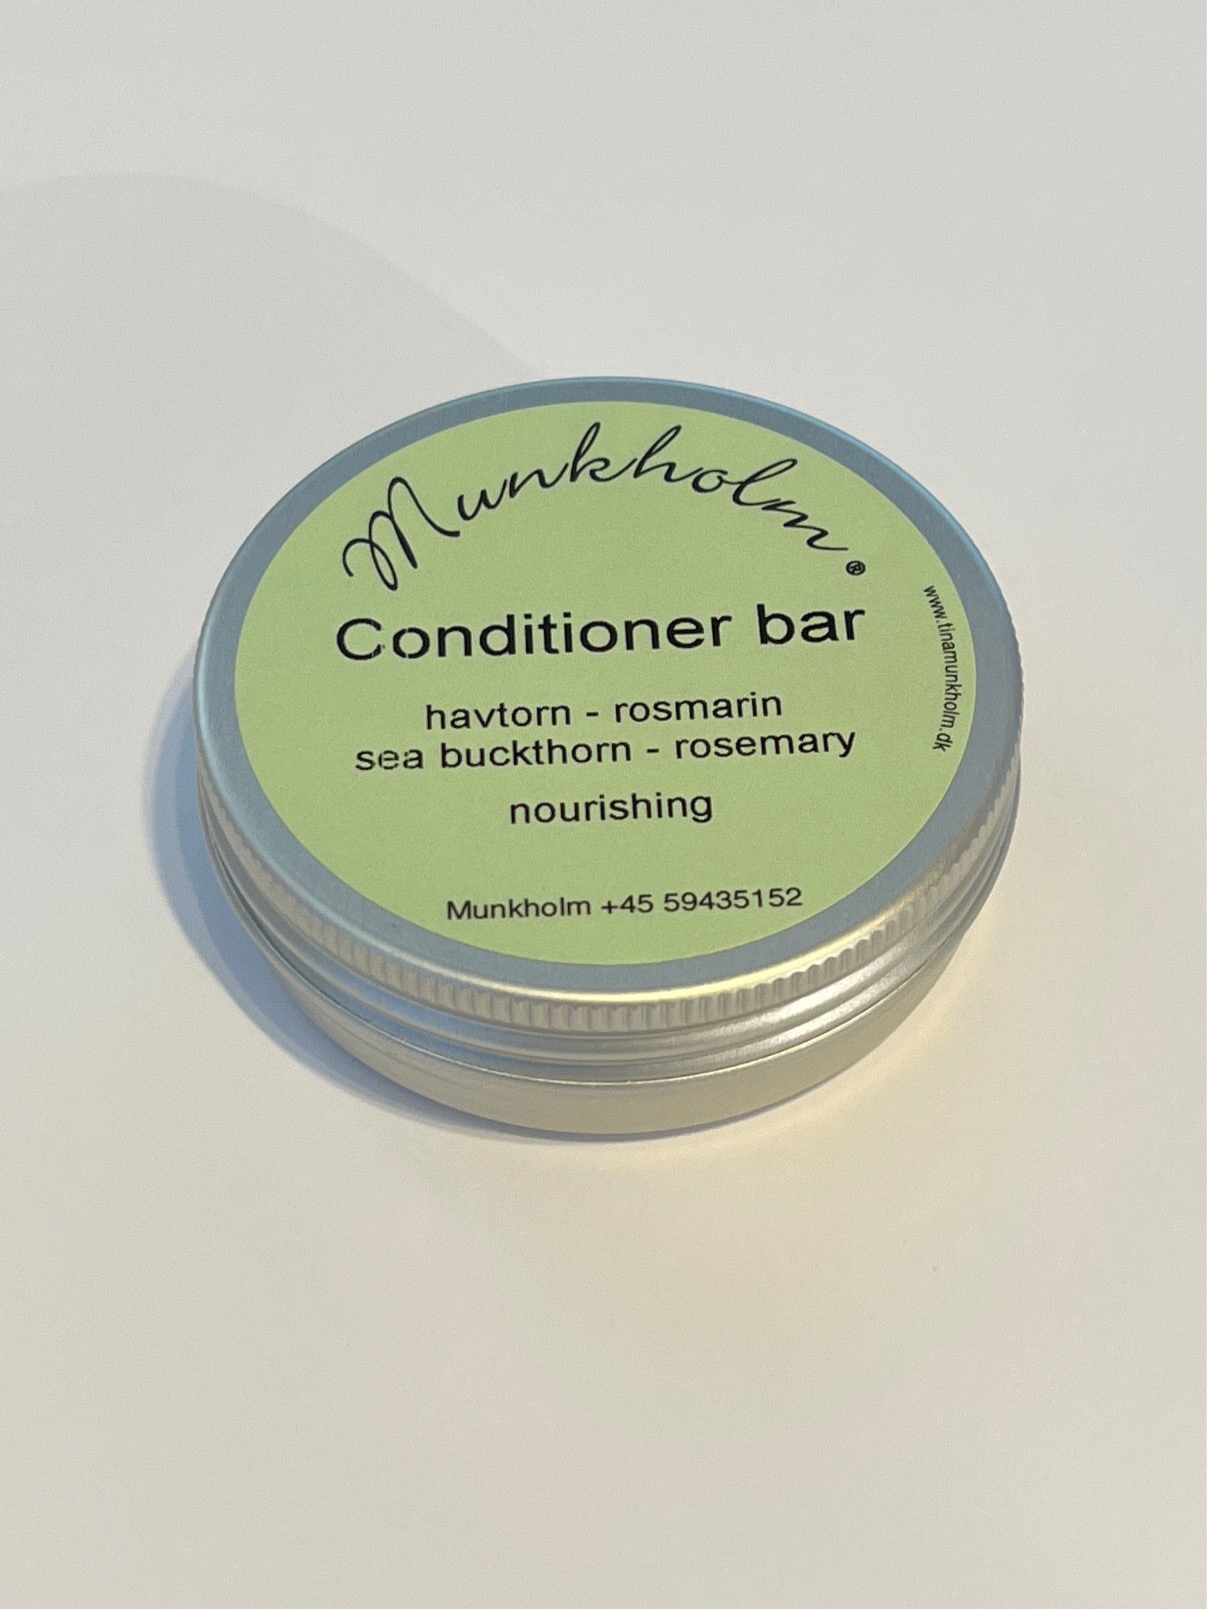 Munkholm®
www.tinamunkholm.dk
Conditioner bar
havtorn - rosmarin
sea buckthorn - rosemary
nourishing
Munkholm +45 59435152